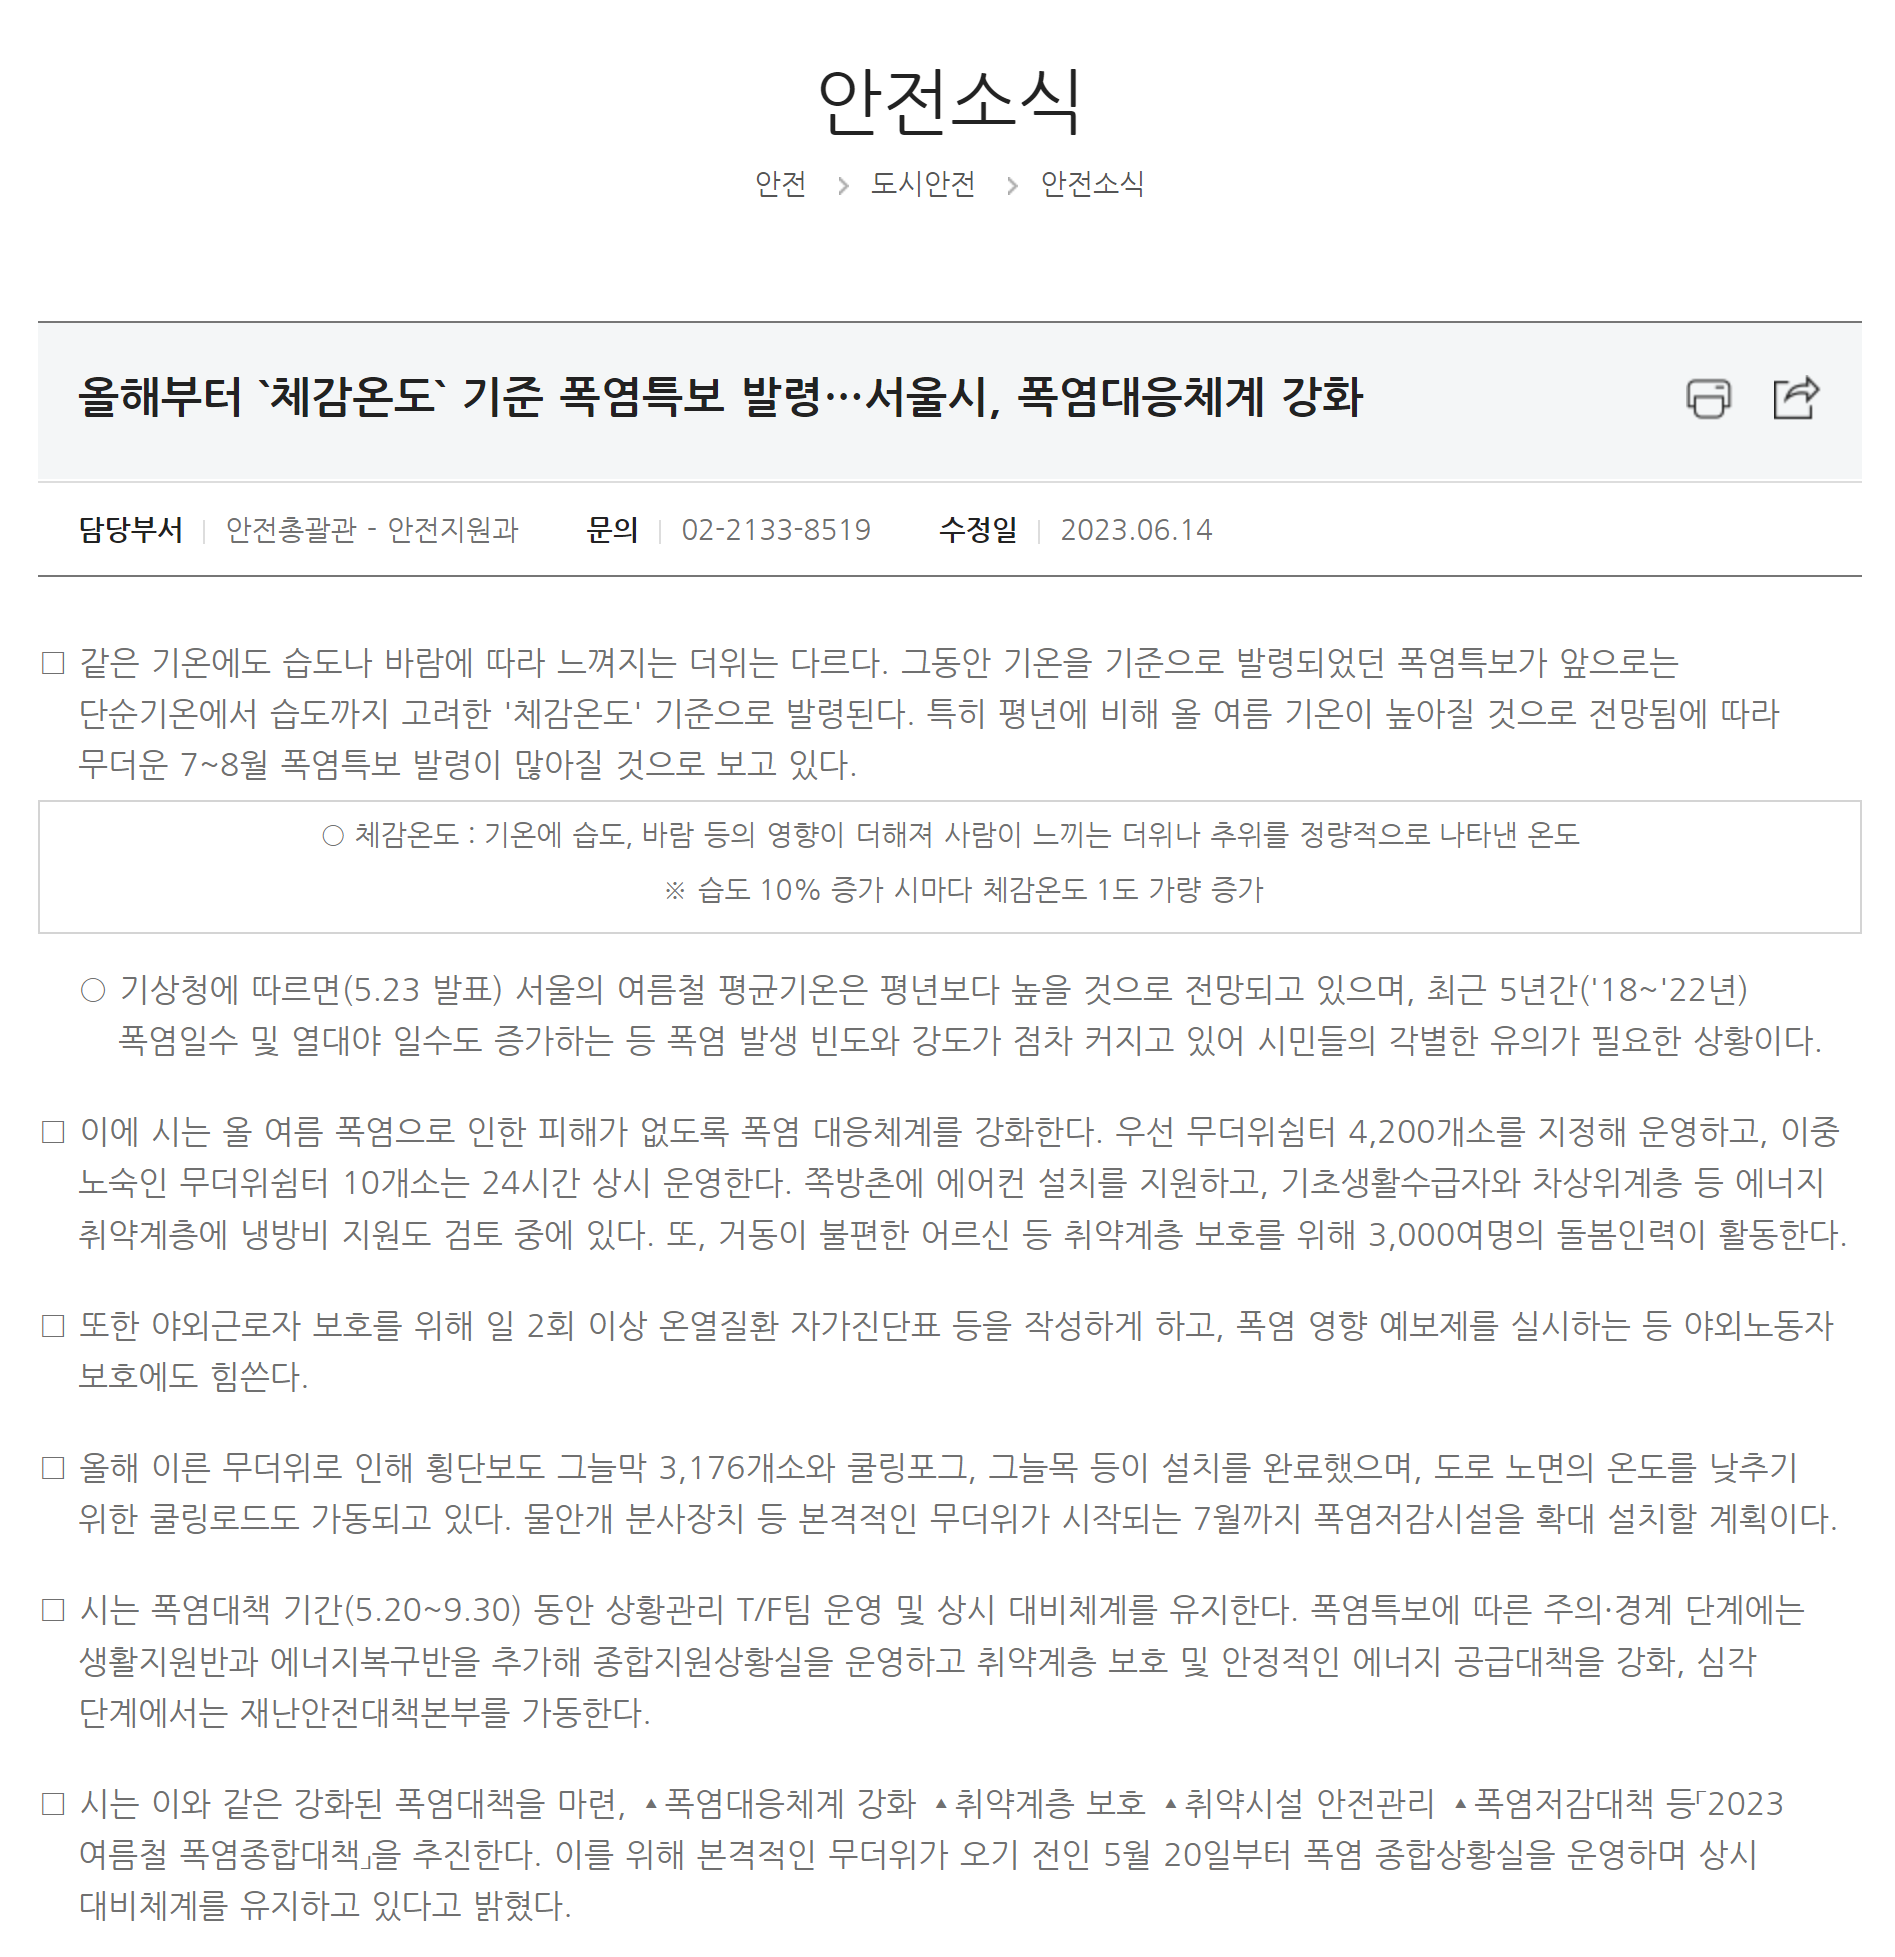 안전소식
안전 > 도시안전 > 안전소식
올해부터 `체감온도` 기준 폭염특보 발령…서울시, 폭염대응체계 강화
담당부서 | 안전총괄관 - 안전지원과 문의 | 02-2133-8519 수정일 | 2023.06.14
□ 같은 기온에도 습도나 바람에 따라 느껴지는 더위는 다르다. 그동안 기온을 기준으로 발령되었던 폭염특보가 앞으로는
단순기온에서 습도까지 고려한 '체감온도' 기준으로 발령된다. 특히 평년에 비해 올 여름 기온이 높아질 것으로 전망됨에 따라
무더운 7~8월 폭염특보 발령이 많아질 것으로 보고 있다.
○ 체감온도 : 기온에 습도, 바람 등의 영향이 더해져 사람이 느끼는 더위나 추위를 정량적으로 나타낸 온도
※ 습도 10% 증가 시마다 체감온도 1도 가량 증가
○ 기상청에 따르면(5.23 발표) 서울의 여름철 평균기온은 평년보다 높을 것으로 전망되고 있으며, 최근 5년간('18~'22년)
폭염일수 및 열대야 일수도 증가하는 등 폭염 발생 빈도와 강도가 점차 커지고 있어 시민들의 각별한 유의가 필요한 상황이다.
□ 이에 시는 올 여름 폭염으로 인한 피해가 없도록 폭염 대응체계를 강화한다. 우선 무더위쉼터 4,200개소를 지정해 운영하고, 이중
노숙인 무더위쉼터 10개소는 24시간 상시 운영한다. 쪽방촌에 에어컨 설치를 지원하고, 기초생활수급자와 차상위계층 등 에너지
취약계층에 냉방비 지원도 검토 중에 있다. 또, 거동이 불편한 어르신 등 취약계층 보호를 위해 3,000여명의 돌봄인력이 활동한다.
□ 또한 야외근로자 보호를 위해 일 2회 이상 온열질환 자가진단표 등을 작성하게 하고, 폭염 영향 예보제를 실시하는 등 야외노동자
보호에도 힘쓴다.
□ 올해 이른 무더위로 인해 횡단보도 그늘막 3,176개소와 쿨링포그, 그늘목 등이 설치를 완료했으며, 도로 노면의 온도를 낮추기
위한 쿨링로드도 가동되고 있다. 물안개 분사장치 등 본격적인 무더위가 시작되는 7월까지 폭염저감시설을 확대 설치할 계획이다.
□ 시는 폭염대책 기간(5.20~9.30) 동안 상황관리 T/F팀 운영 및 상시 대비체계를 유지한다. 폭염특보에 따른 주의·경계 단계에는
생활지원반과 에너지복구반을 추가해 종합지원상황실을 운영하고 취약계층 보호 및 안정적인 에너지 공급대책을 강화, 심각
단계에서는 재난안전대책본부를 가동한다.
□ 시는 이와 같은 강화된 폭염대책을 마련, ▲폭염대응체계 강화 ▲취약계층 보호 ▲취약시설 안전관리 ▲폭염저감대책 등「2023
여름철 폭염종합대책」을 추진한다. 이를 위해 본격적인 무더위가 오기 전인 5월 20일부터 폭염 종합상황실을 운영하며 상시
대비체계를 유지하고 있다고 밝혔다.